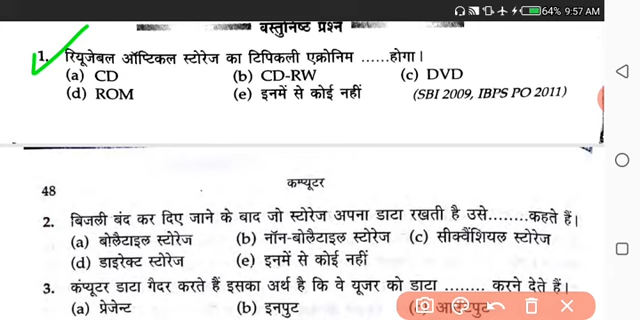 64% 9:57 AM
वस्तुनिष्ठ प्रश्न
1. रियूजेबल ऑप्टिकल स्टोरेज का टिपिकली एक्रोनिम ......होगा।
(a) CD (b) CD-RW (c) DVD
(d) ROM (e) इनमें से कोई नहीं (SBI 2009, IBPS PO 2011)
48 कम्प्यूटर
2. बिजली बंद कर दिए जाने के बाद जो स्टोरेज अपना डाटा रखती है उसे........कहते हैं।
(a) बोलैटाइल स्टोरेज (b) नॉन-बोलैटाइल स्टोरेज (c) सीक्वैंशियल स्टोरेज
(d) डाइरेक्ट स्टोरेज (e) इनमें से कोई नहीं
3. कंप्यूटर डाटा गैदर करते हैं इसका अर्थ है कि वे यूजर को डाटा ........ करने देते हैं।
(a) प्रेजेन्ट (b) इनपुट